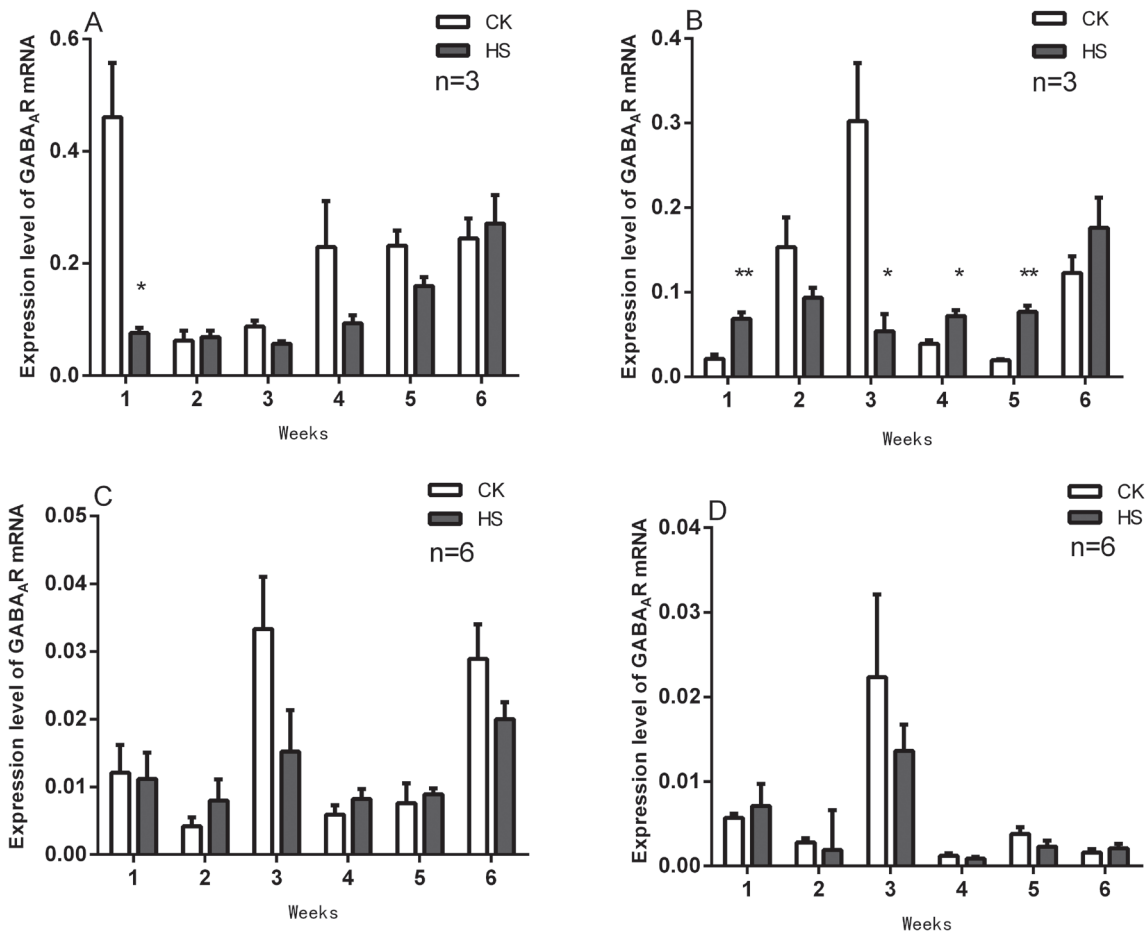 A
CK
HS
n=3
Expression level of GABAAR mRNA
0.6
0.4
0.2
0.0
*
1 2 3 4 5 6
Weeks
B
CK
HS
n=3
Expression level of GABAAR mRNA
0.4
0.3
0.2
0.1
0.0
** * * **
1 2 3 4 5 6
Weeks
C
CK
HS
n=6
Expression level of GABAAR mRNA
0.05
0.04
0.03
0.02
0.01
0.00
1 2 3 4 5 6
Weeks
D
CK
HS
n=6
Expression level of GABAAR mRNA
0.04
0.03
0.02
0.01
0.00
1 2 3 4 5 6
Weeks